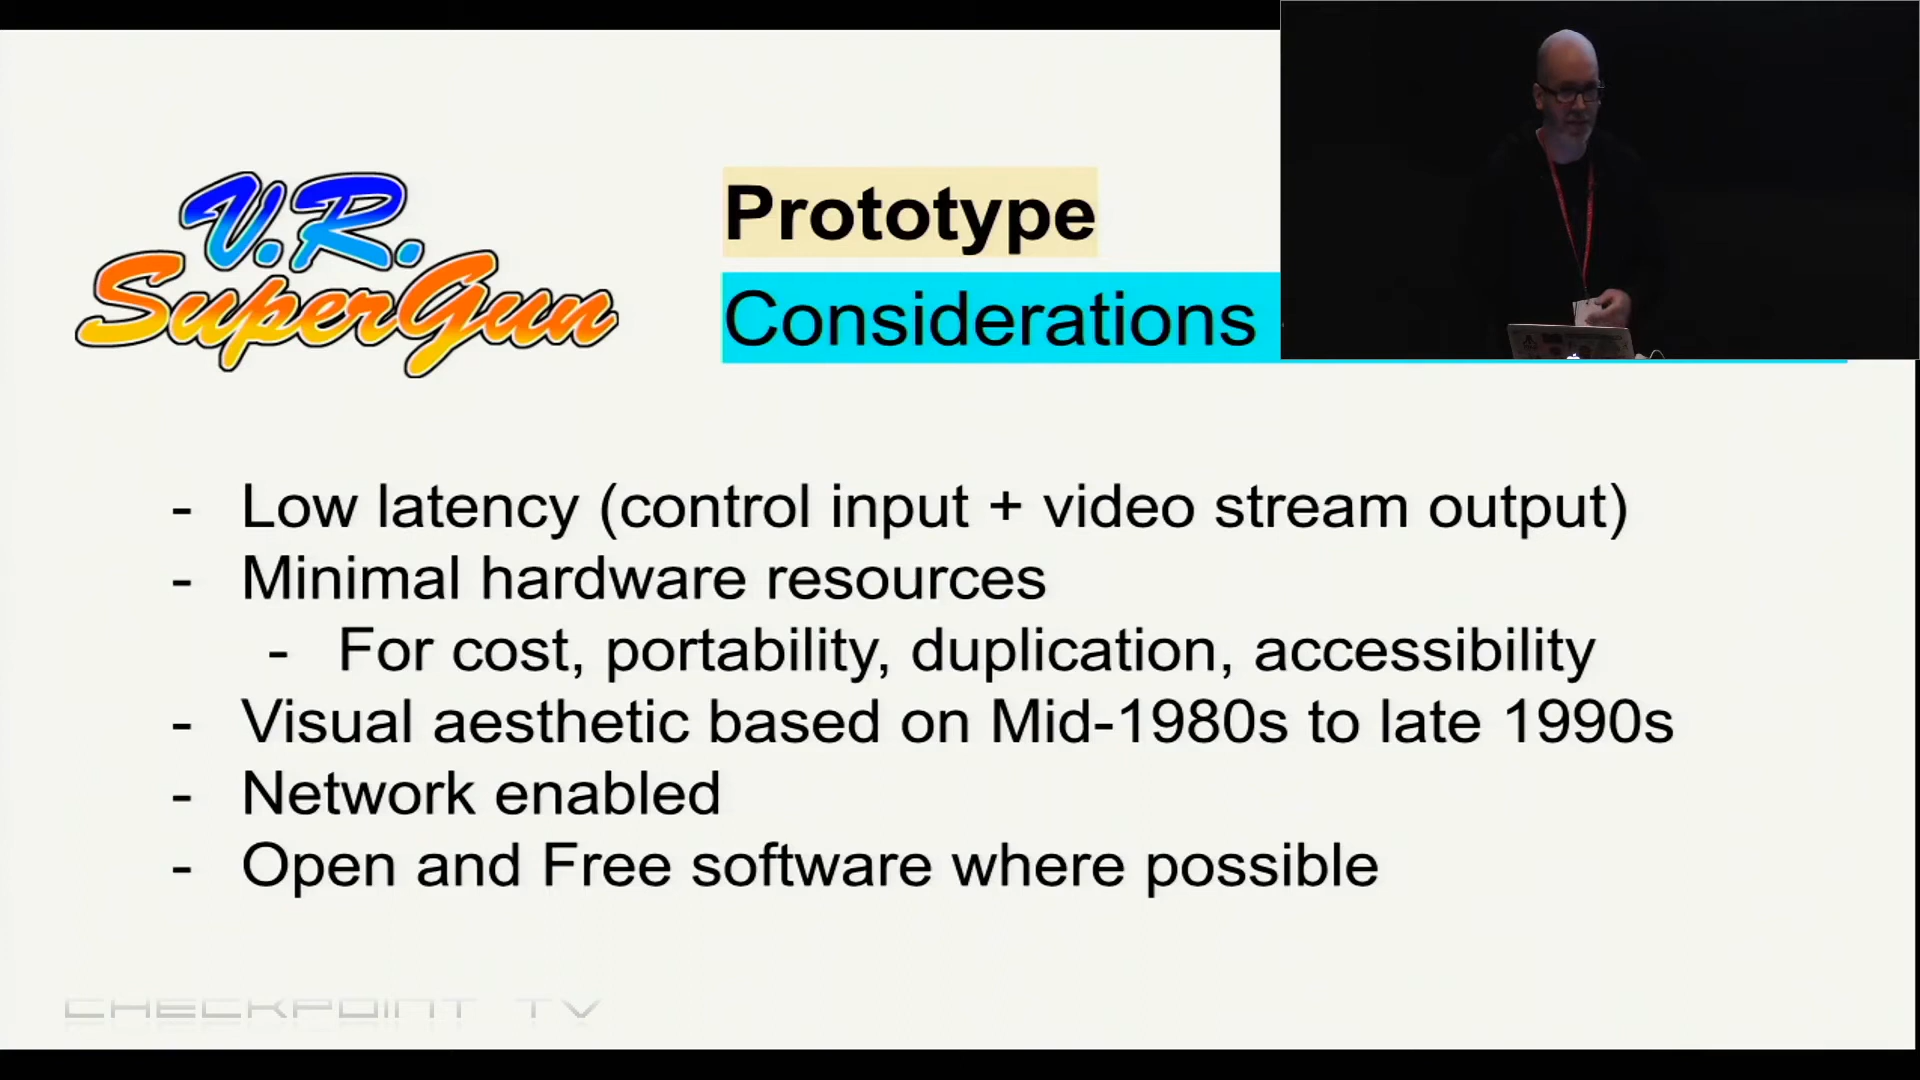 V.R.
SuperGun
Prototype
Considerations
- Low latency (control input + video stream output)
- Minimal hardware resources
- For cost, portability, duplication, accessibility
- Visual aesthetic based on Mid-1980s to late 1990s
- Network enabled
- Open and Free software where possible
CHECKPOINT TV